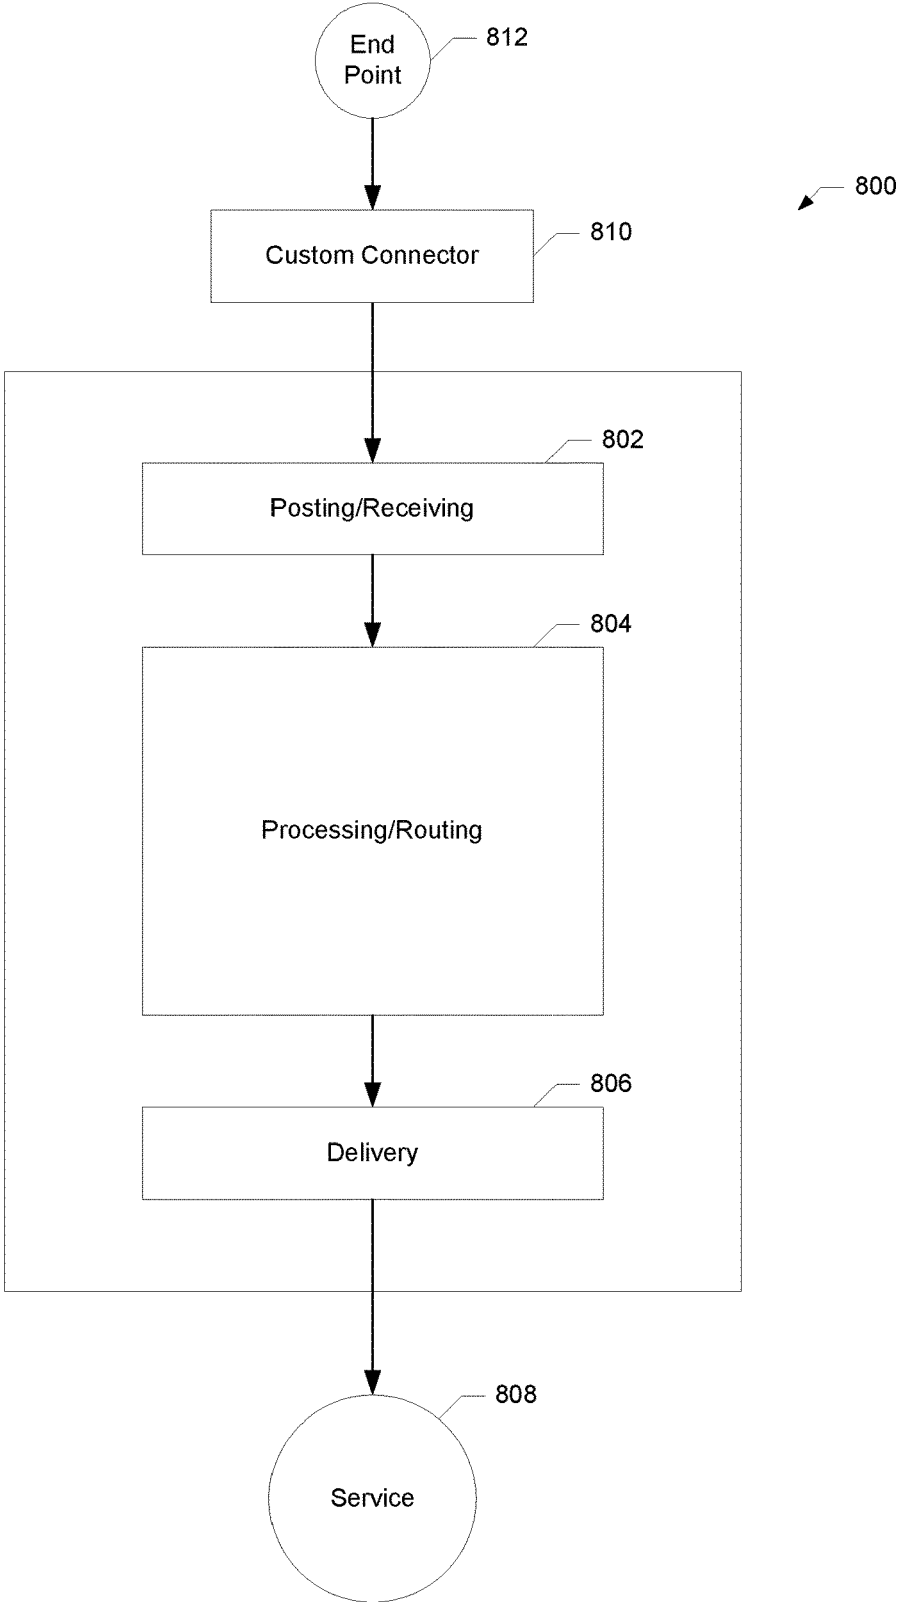 End
Point
812
800
810
Custom Connector
802
Posting/Receiving
804
Processing/Routing
806
Delivery
808
Service